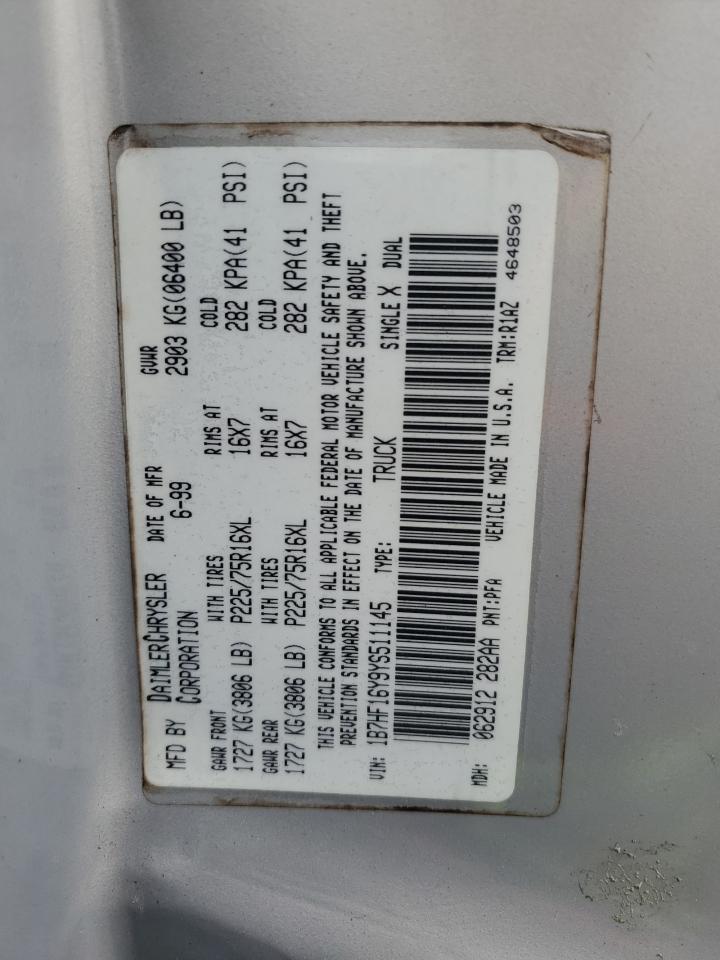 MFD BY DAIMLERCHRYSLER CORPORATION DATE OF MFR 6-99 GVWR 2903 KG(06400 LB)
GAWR FRONT WITH TIRES RIMS AT COLD
1727 KG(3806 LB) P225/75R16XL 16X7 282 KPA(41 PSI)
GAWR REAR WITH TIRES RIMS AT COLD
1727 KG(3806 LB) P225/75R16XL 16X7 282 KPA(41 PSI)
THIS VEHICLE CONFORMS TO ALL APPLICABLE FEDERAL MOTOR VEHICLE SAFETY AND THEFT
PREVENTION STANDARDS IN EFFECT ON THE DATE OF MANUFACTURE SHOWN ABOVE.
VIN: 1B7HF16Y9YS511145 TYPE: TRUCK SINGLE X DUAL
MDH: 062912 282AA PNT:PFA VEHICLE MADE IN U.S.A. TRM:R1AZ 4648503